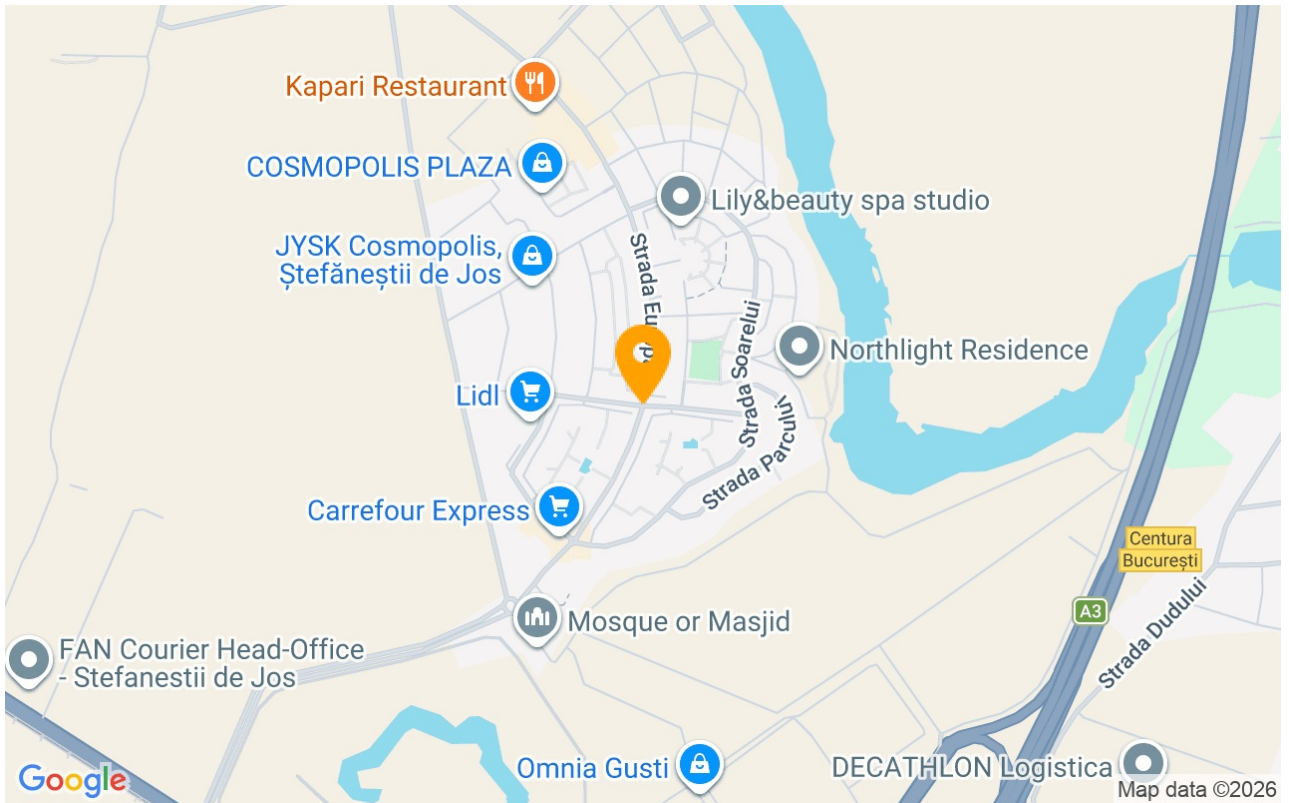 Kapari Restaurant
COSMOPOLIS PLAZA
Lily&beauty spa studio
JYSK Cosmopolis,
Ștefăneștii de Jos
Strada Eu
Strada Soarelui
Northlight Residence
Lidl
Strada Parcului
Carrefour Express
Centura
București
A3
Strada Dudului
Mosque or Masjid
FAN Courier Head-Office
- Stefanestii de Jos
Omnia Gusti
DECATHLON Logistica
Google
Map data ©2026